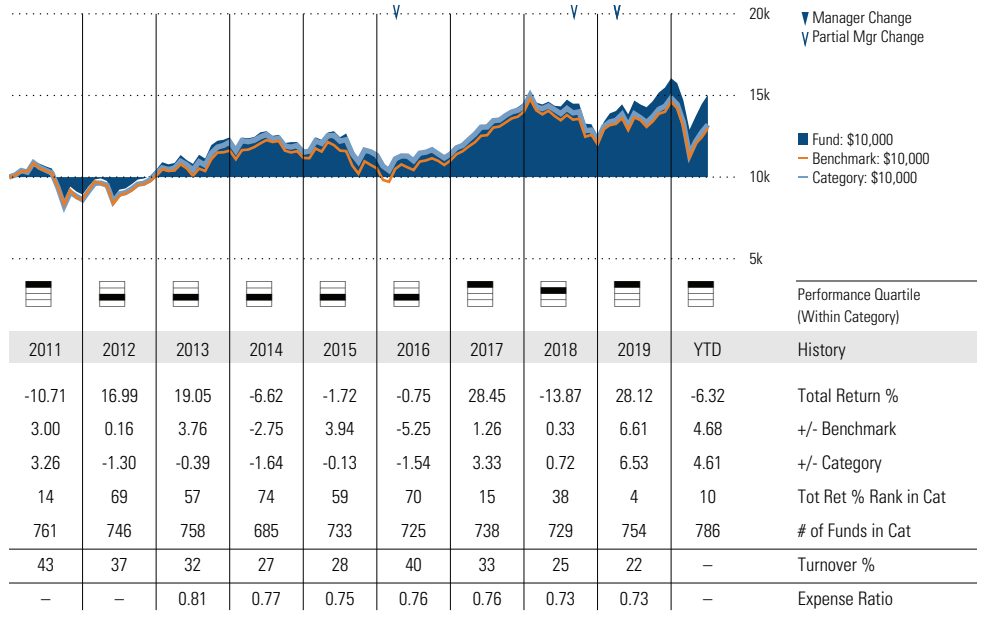 20k
Manager Change
Partial Mgr Change
15k
Fund: $10,000
Benchmark: $10,000
Category: $10,000
10k
5k
Performance Quartile
(Within Category)
2011 2012 2013 2014 2015 2016 2017 2018 2019 YTD History
-10.71 16.99 19.05 -6.62 -1.72 -0.75 28.45 -13.87 28.12 -6.32 Total Return %
3.00 0.16 3.76 -2.75 3.94 -5.25 1.26 0.33 6.61 4.68 +/- Benchmark
3.26 -1.30 -0.39 -1.64 -0.13 -1.54 3.33 0.72 6.53 4.61 +/- Category
14 69 57 74 59 70 15 38 4 10 Tot Ret % Rank in Cat
761 746 758 685 733 725 738 729 754 786 # of Funds in Cat
43 37 32 27 28 40 33 25 22 – Turnover %
– – 0.81 0.77 0.75 0.76 0.76 0.73 0.73 – Expense Ratio